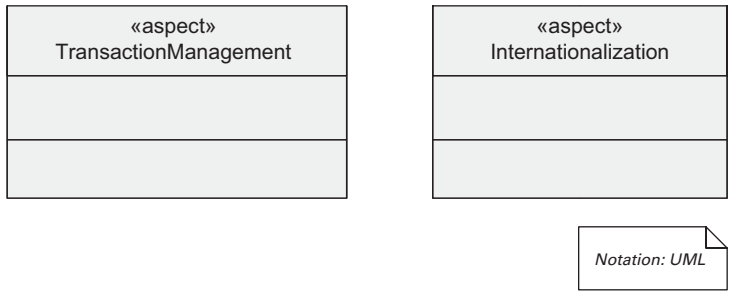 «aspect»
TransactionManagement
«aspect»
Internationalization
Notation: UML